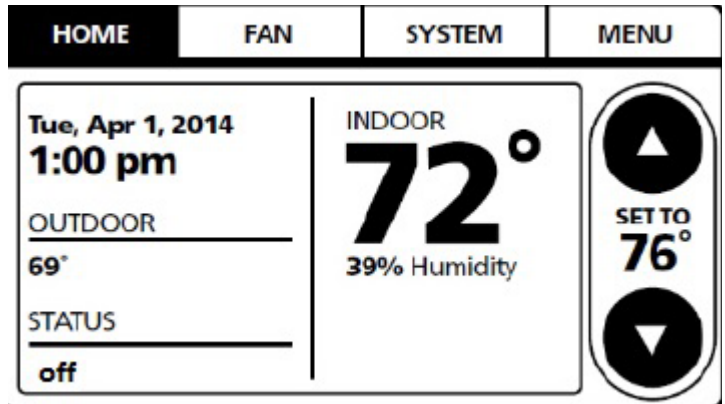 HOME FAN SYSTEM MENU
Tue, Apr 1, 2014
1:00 pm
OUTDOOR
69°
STATUS
off
INDOOR
72°
39% Humidity
SET TO
76°